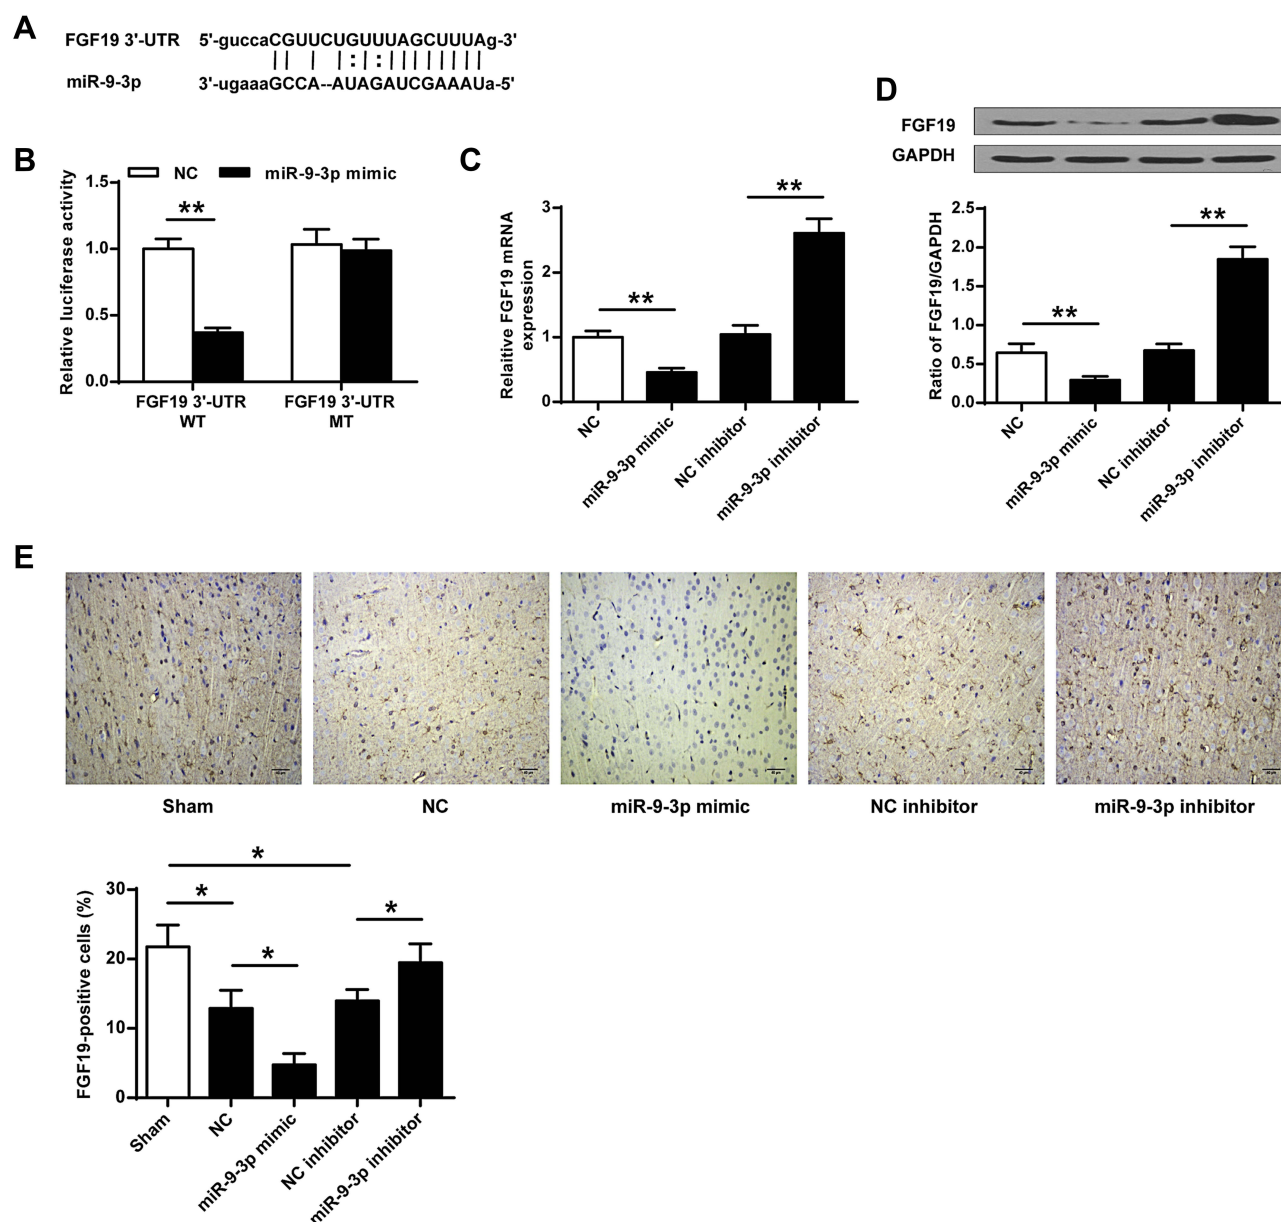 A
FGF19 3'-UTR 5'-guccaCGUUCUGUUUAGCUUUAg-3'
miR-9-3p 3'-ugaaaGCCA--AUAGAUCGAAAUa-5'
B
NC miR-9-3p mimic
Relative luciferase activity
1.5
1.0
0.5
0.0
**
FGF19 3'-UTR
WT
FGF19 3'-UTR
MT
C
Relaitive FGF19 mRNA
expression
3
2
1
0
**
**
NC
miR-9-3p mimic
NC inhibitor
miR-9-3p inhibitor
D
FGF19
GAPDH
Ratio of FGF19/GAPDH
2.5
2.0
1.5
1.0
0.5
0.0
**
**
NC
miR-9-3p mimic
NC inhibitor
miR-9-3p inhibitor
E
Sham
NC
miR-9-3p mimic
NC inhibitor
miR-9-3p inhibitor
FGF19-positive cells (%)
30
20
10
0
*
*
*
*
Sham
NC
miR-9-3p mimic
NC inhibitor
miR-9-3p inhibitor